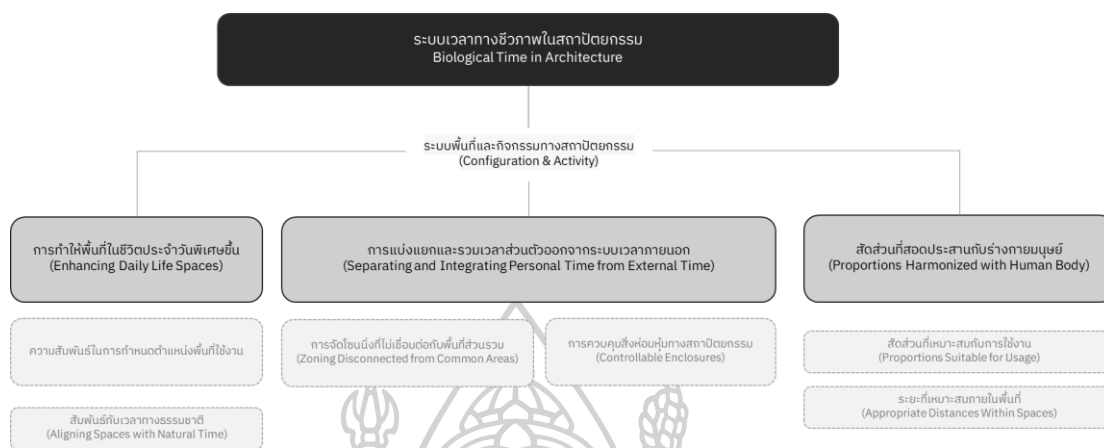 ระบบเวลาทางชีวภาพในสถาปัตยกรรม
Biological Time in Architecture
ระบบพื้นที่และกิจกรรมทางสถาปัตยกรรม
(Configuration & Activity)
การทำให้พื้นที่ในชีวิตประจำวันพิเศษขึ้น
(Enhancing Daily Life Spaces)
การแบ่งแยกและรวมเวลาส่วนตัวออกจากระบบเวลาภายนอก
(Separating and Integrating Personal Time from External Time)
สัดส่วนที่สอดประสานกับร่างกายมนุษย์
(Proportions Harmonized with Human Body)
ความสัมพันธ์ในการกำหนดตำแหน่งพื้นที่ใช้งาน
การจัดโซนนิ่งที่ไม่เชื่อมต่อกับพื้นที่ส่วนรวม
(Zoning Disconnected from Common Areas)
การควบคุมสิ่งห่อหุ้มทางสถาปัตยกรรม
(Controllable Enclosures)
สัดส่วนที่เหมาะสมกับการใช้งาน
(Proportions Suitable for Usage)
ระยะที่เหมาะสมภายในพื้นที่
(Appropriate Distances Within Spaces)
สัมพันธ์กับเวลาทางธรรมชาติ
(Aligning Spaces with Natural Time)